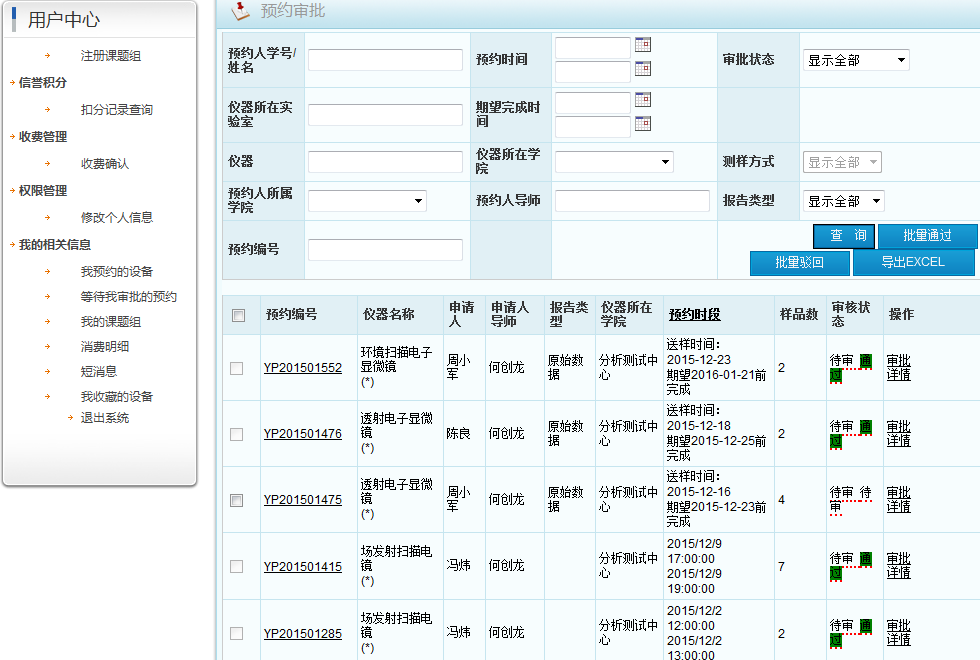 用户中心
注册课题组
信誉积分
扣分记录查询
收费管理
收费确认
权限管理
修改个人信息
我的相关信息
我预约的设备
等待我审批的预约
我的课题组
消费明细
短消息
我收藏的设备
退出系统
预约审批
预约人学号/
姓名
预约时间
审批状态
显示全部
仪器所在实
验室
期望完成时
间
仪器
仪器所在学
院
测样方式
显示全部
预约人所属
学院
预约人导师
报告类型
显示全部
预约编号
查 询
批量通过
批量驳回
导出EXCEL
预约编号
仪器名称
申请
人
申请人
导师
报告类
型
仪器所在
学院
预约时段
样品数
审核状
态
操作
YP201501552
环境扫描电子
显微镜
(*)
周小
军
何创龙
原始数
据
分析测试中
心
送样时间：
2015-12-23
期望2016-01-21前
完成
2
待审 通
过
审批
详情
YP201501476
透射电子显微
镜
(*)
陈良
何创龙
原始数
据
分析测试中
心
送样时间：
2015-12-18
期望2015-12-25前
完成
2
待审 通
过
审批
详情
YP201501475
透射电子显微
镜
(*)
周小
军
何创龙
原始数
据
分析测试中
心
送样时间：
2015-12-16
期望2015-12-23前
完成
4
待审 待
审
审批
详情
YP201501415
场发射扫描电
镜
(*)
冯炜
何创龙
分析测试中
心
2015/12/9
17:00:00
2015/12/9
19:00:00
7
待审 通
过
审批
详情
YP201501285
场发射扫描电
镜
(*)
冯炜
何创龙
分析测试中
心
2015/12/2
12:00:00
2015/12/2
13:00:00
2
待审 通
过
审批
详情